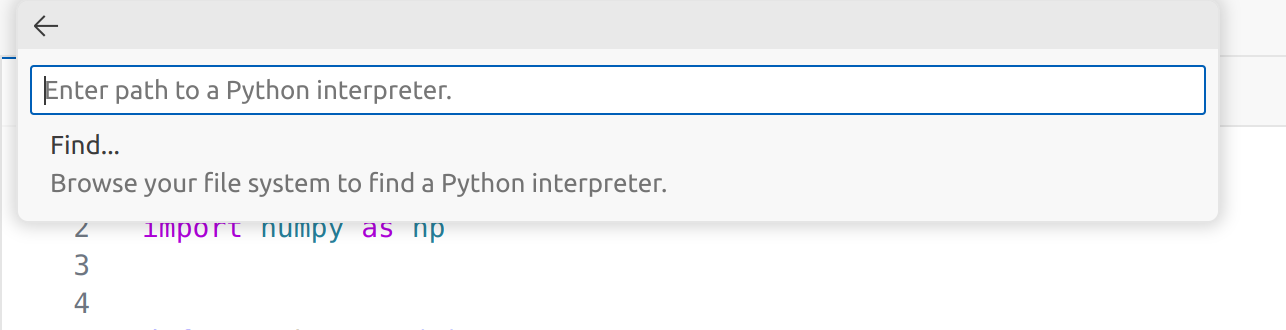 Enter path to a Python interpreter.
Find...
Browse your file system to find a Python interpreter.
2 import numpy as np
3
4